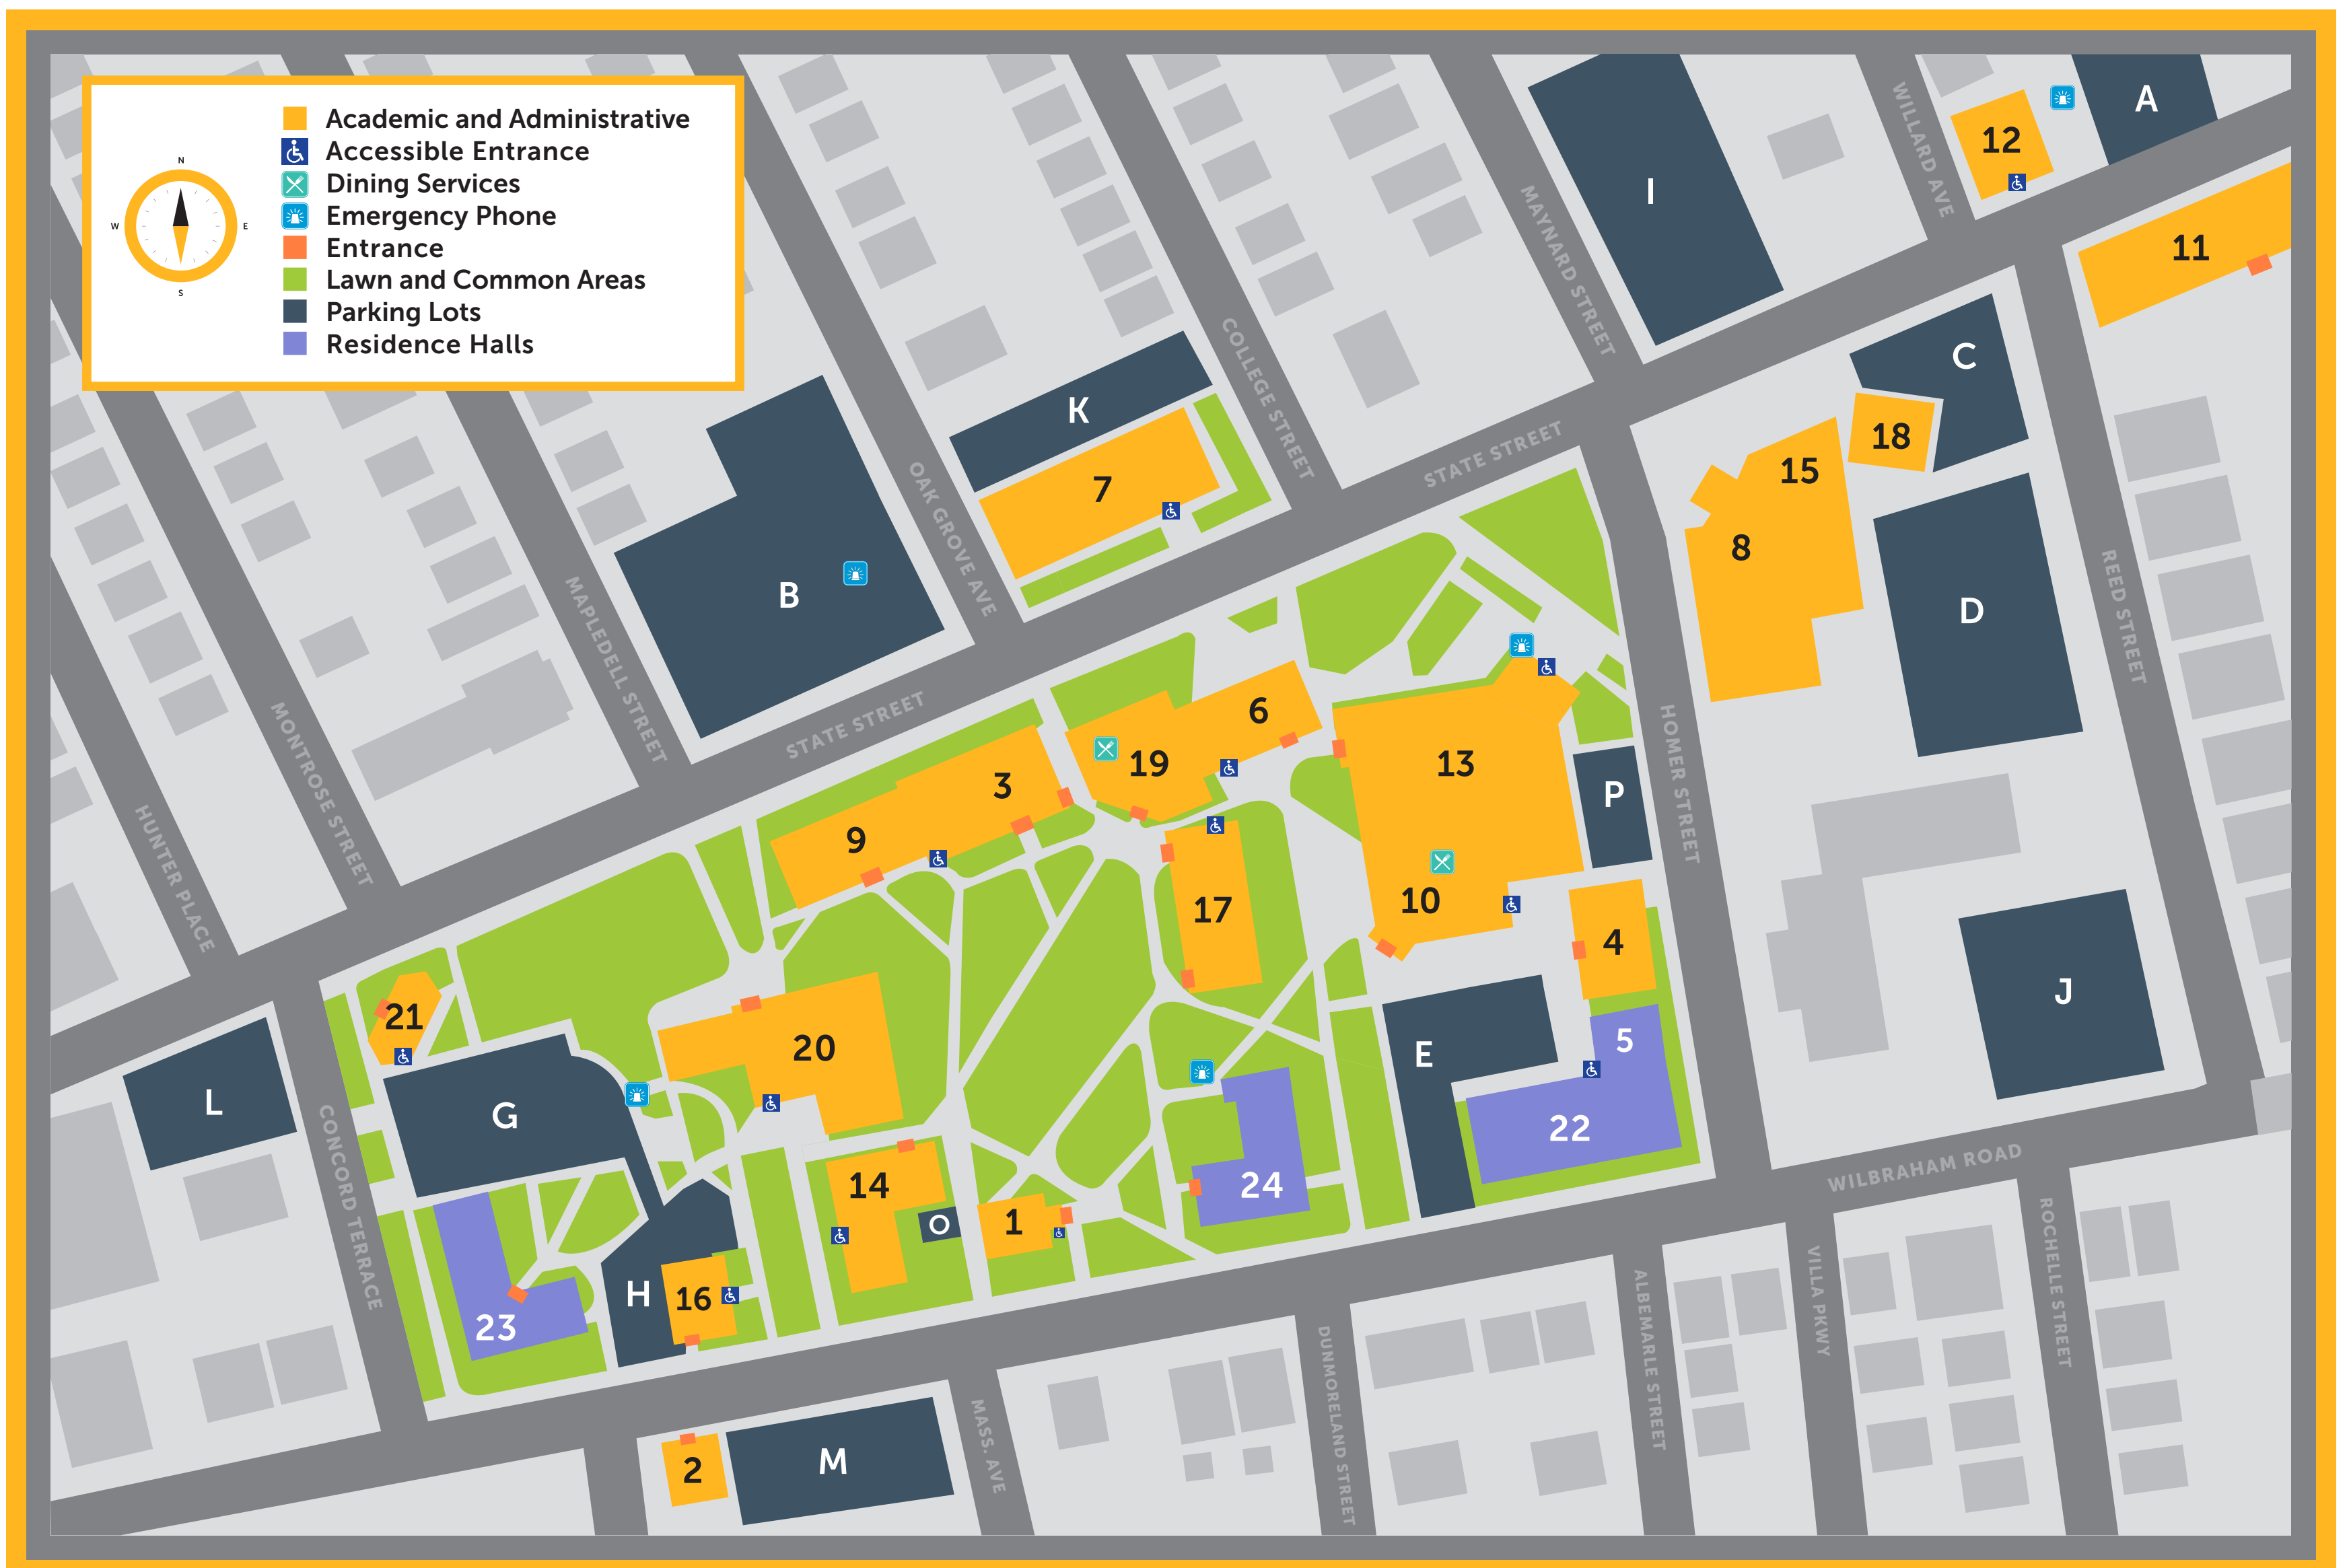 N
W
E
S
Academic and Administrative
Accessible Entrance
Dining Services
Emergency Phone
Entrance
Lawn and Common Areas
Parking Lots
Residence Halls
A
12
I
WILLARD AVE
11
MAYNARD STREET
C
K
COLLEGE STREET
18
15
7
STATE STREET
OAK GROVE AVE
8
B
D
REED STREET
MAPLEDELL STREET
6
STATE STREET
19
13
3
P
HOMER STREET
MONTROSE STREET
9
HUNTER PLACE
10
17
4
J
21
20
5
E
L
G
22
14
24
O
1
CONCORD TERRACE
WILBRAHAM ROAD
H
16
23
ROCHELLE STREET
VILLA PKWY
ALBEMARLE STREET
DUNMORELAND STREET
MASS. AVE
2
M